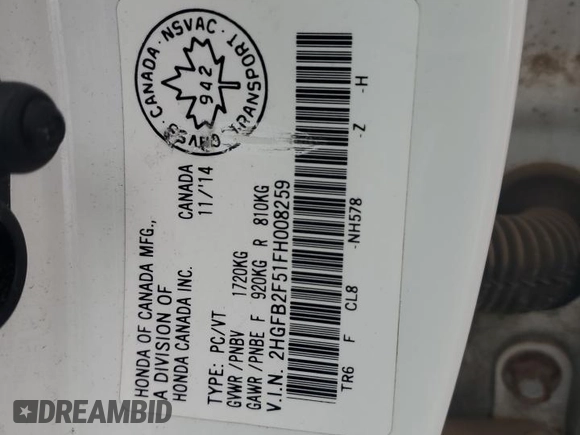 HONDA OF CANADA MFG.,
A DIVISION OF
HONDA CANADA INC.
CANADA
11/'14
TYPE: PC/VT
GVWR/PNBV 1720KG
GAWR/PNBE F 920KG R 810KG
V.I.N. 2HGFB2F51FH008259
TR6 F CL8 -NH578 -Z -H
CANADA · NSVAC · TRANSPORT · CMVSS
942
DREAMBID